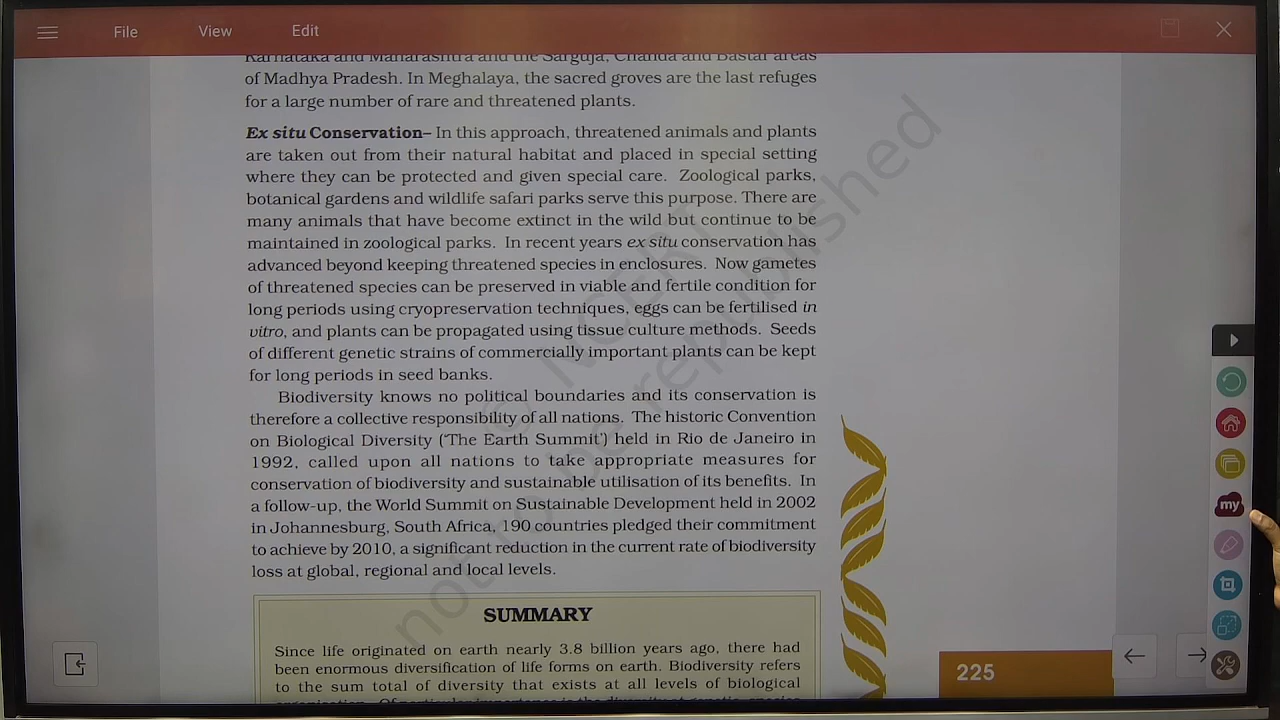 File View Edit
Karnataka and Maharashtra and the Sarguja, Chanda and Bastar areas
of Madhya Pradesh. In Meghalaya, the sacred groves are the last refuges
for a large number of rare and threatened plants.
Ex situ Conservation– In this approach, threatened animals and plants
are taken out from their natural habitat and placed in special setting
where they can be protected and given special care. Zoological parks,
botanical gardens and wildlife safari parks serve this purpose. There are
many animals that have become extinct in the wild but continue to be
maintained in zoological parks. In recent years ex situ conservation has
advanced beyond keeping threatened species in enclosures. Now gametes
of threatened species can be preserved in viable and fertile condition for
long periods using cryopreservation techniques, eggs can be fertilised in
vitro, and plants can be propagated using tissue culture methods. Seeds
of different genetic strains of commercially important plants can be kept
for long periods in seed banks.
Biodiversity knows no political boundaries and its conservation is
therefore a collective responsibility of all nations. The historic Convention
on Biological Diversity ('The Earth Summit') held in Rio de Janeiro in
1992, called upon all nations to take appropriate measures for
conservation of biodiversity and sustainable utilisation of its benefits. In
a follow-up, the World Summit on Sustainable Development held in 2002
in Johannesburg, South Africa, 190 countries pledged their commitment
to achieve by 2010, a significant reduction in the current rate of biodiversity
loss at global, regional and local levels.
SUMMARY
Since life originated on earth nearly 3.8 billion years ago, there had
been enormous diversification of life forms on earth. Biodiversity refers
to the sum total of diversity that exists at all levels of biological
225
my
© NCERT
not to be republished